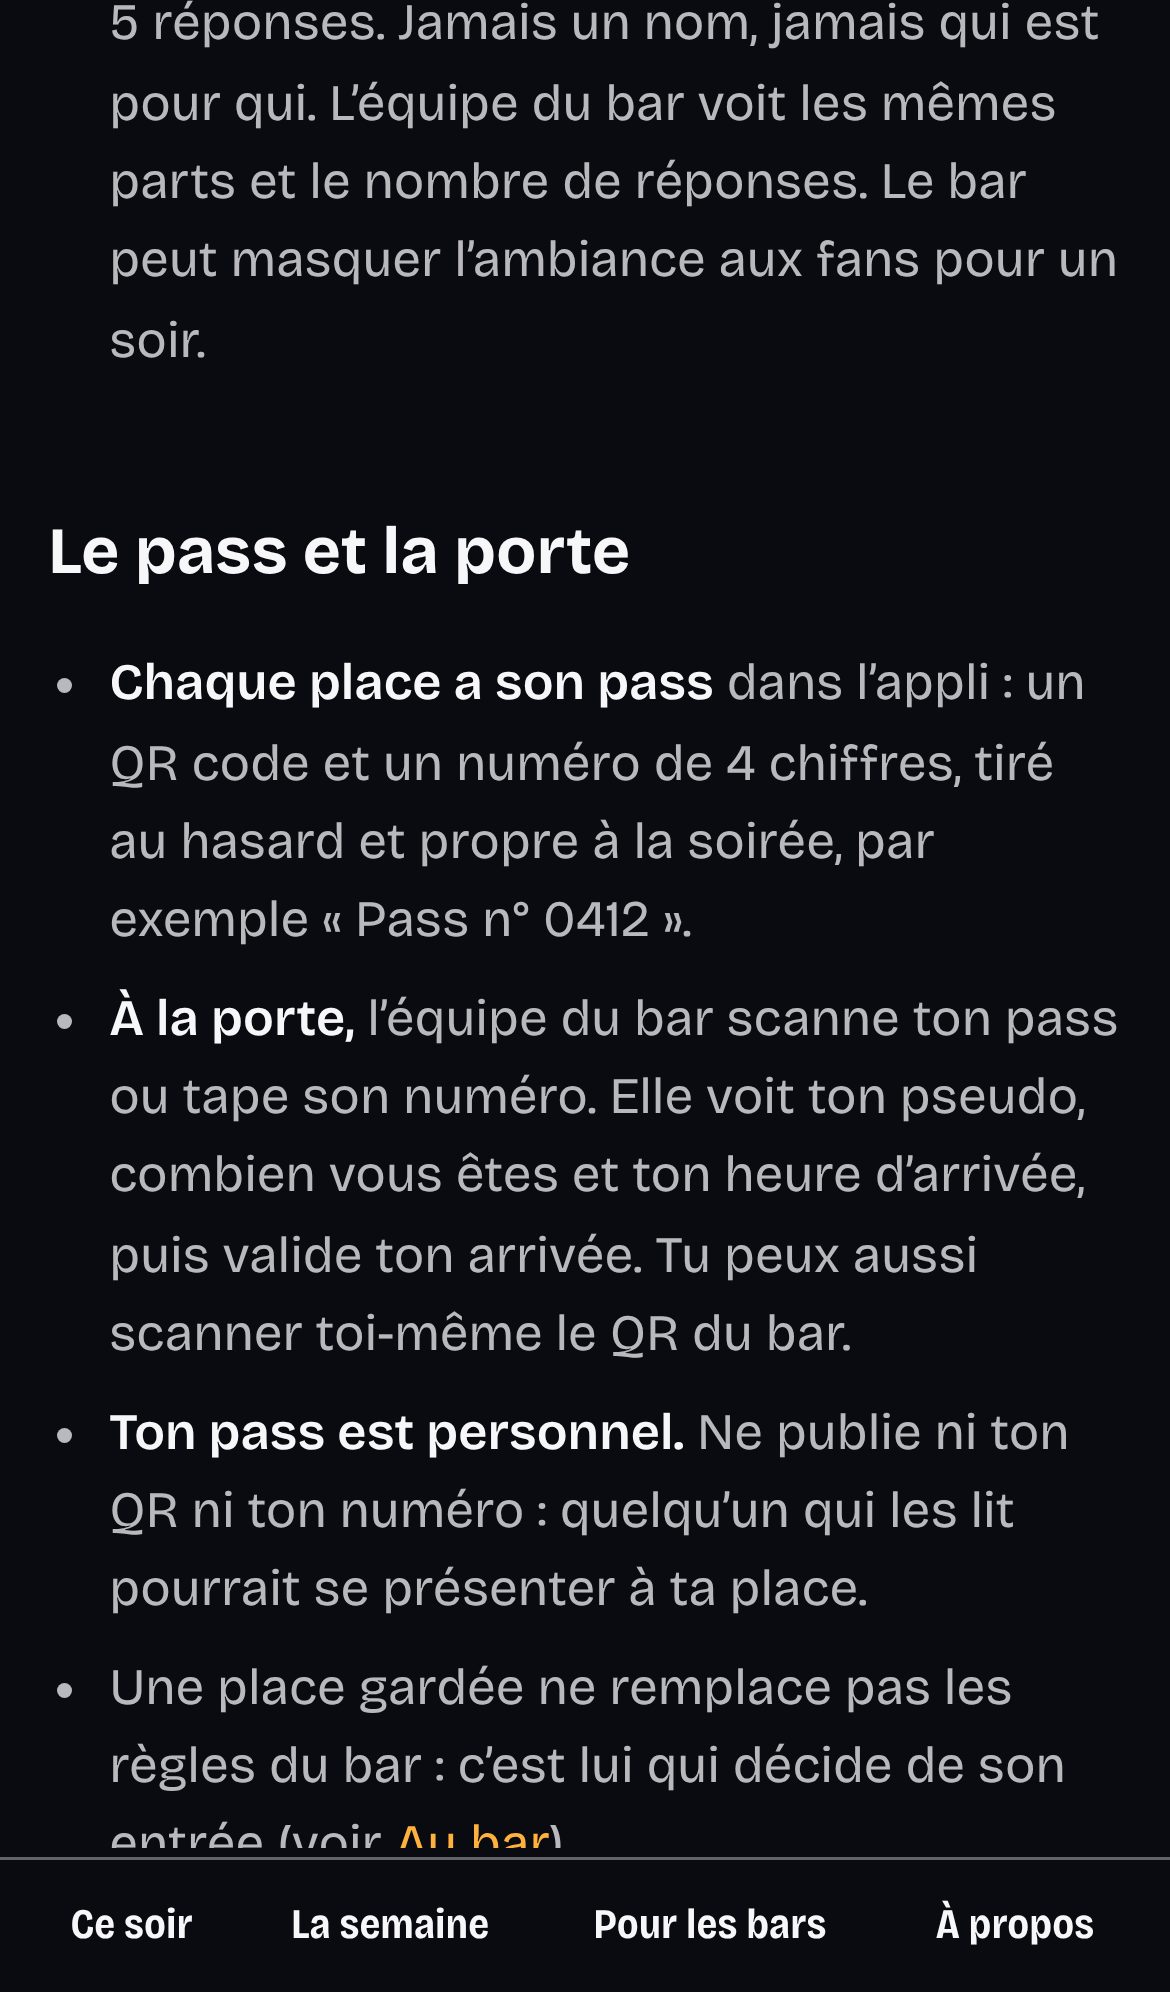 5 réponses. Jamais un nom, jamais qui est
pour qui. L’équipe du bar voit les mêmes
parts et le nombre de réponses. Le bar
peut masquer l’ambiance aux fans pour un
soir.
Le pass et la porte
• Chaque place a son pass dans l’appli : un
QR code et un numéro de 4 chiffres, tiré
au hasard et propre à la soirée, par
exemple « Pass n° 0412 ».
• À la porte, l’équipe du bar scanne ton pass
ou tape son numéro. Elle voit ton pseudo,
combien vous êtes et ton heure d’arrivée,
puis valide ton arrivée. Tu peux aussi
scanner toi-même le QR du bar.
• Ton pass est personnel. Ne publie ni ton
QR ni ton numéro : quelqu’un qui les lit
pourrait se présenter à ta place.
• Une place gardée ne remplace pas les
règles du bar : c’est lui qui décide de son
entrée (voir Au bar)
Ce soir La semaine Pour les bars À propos